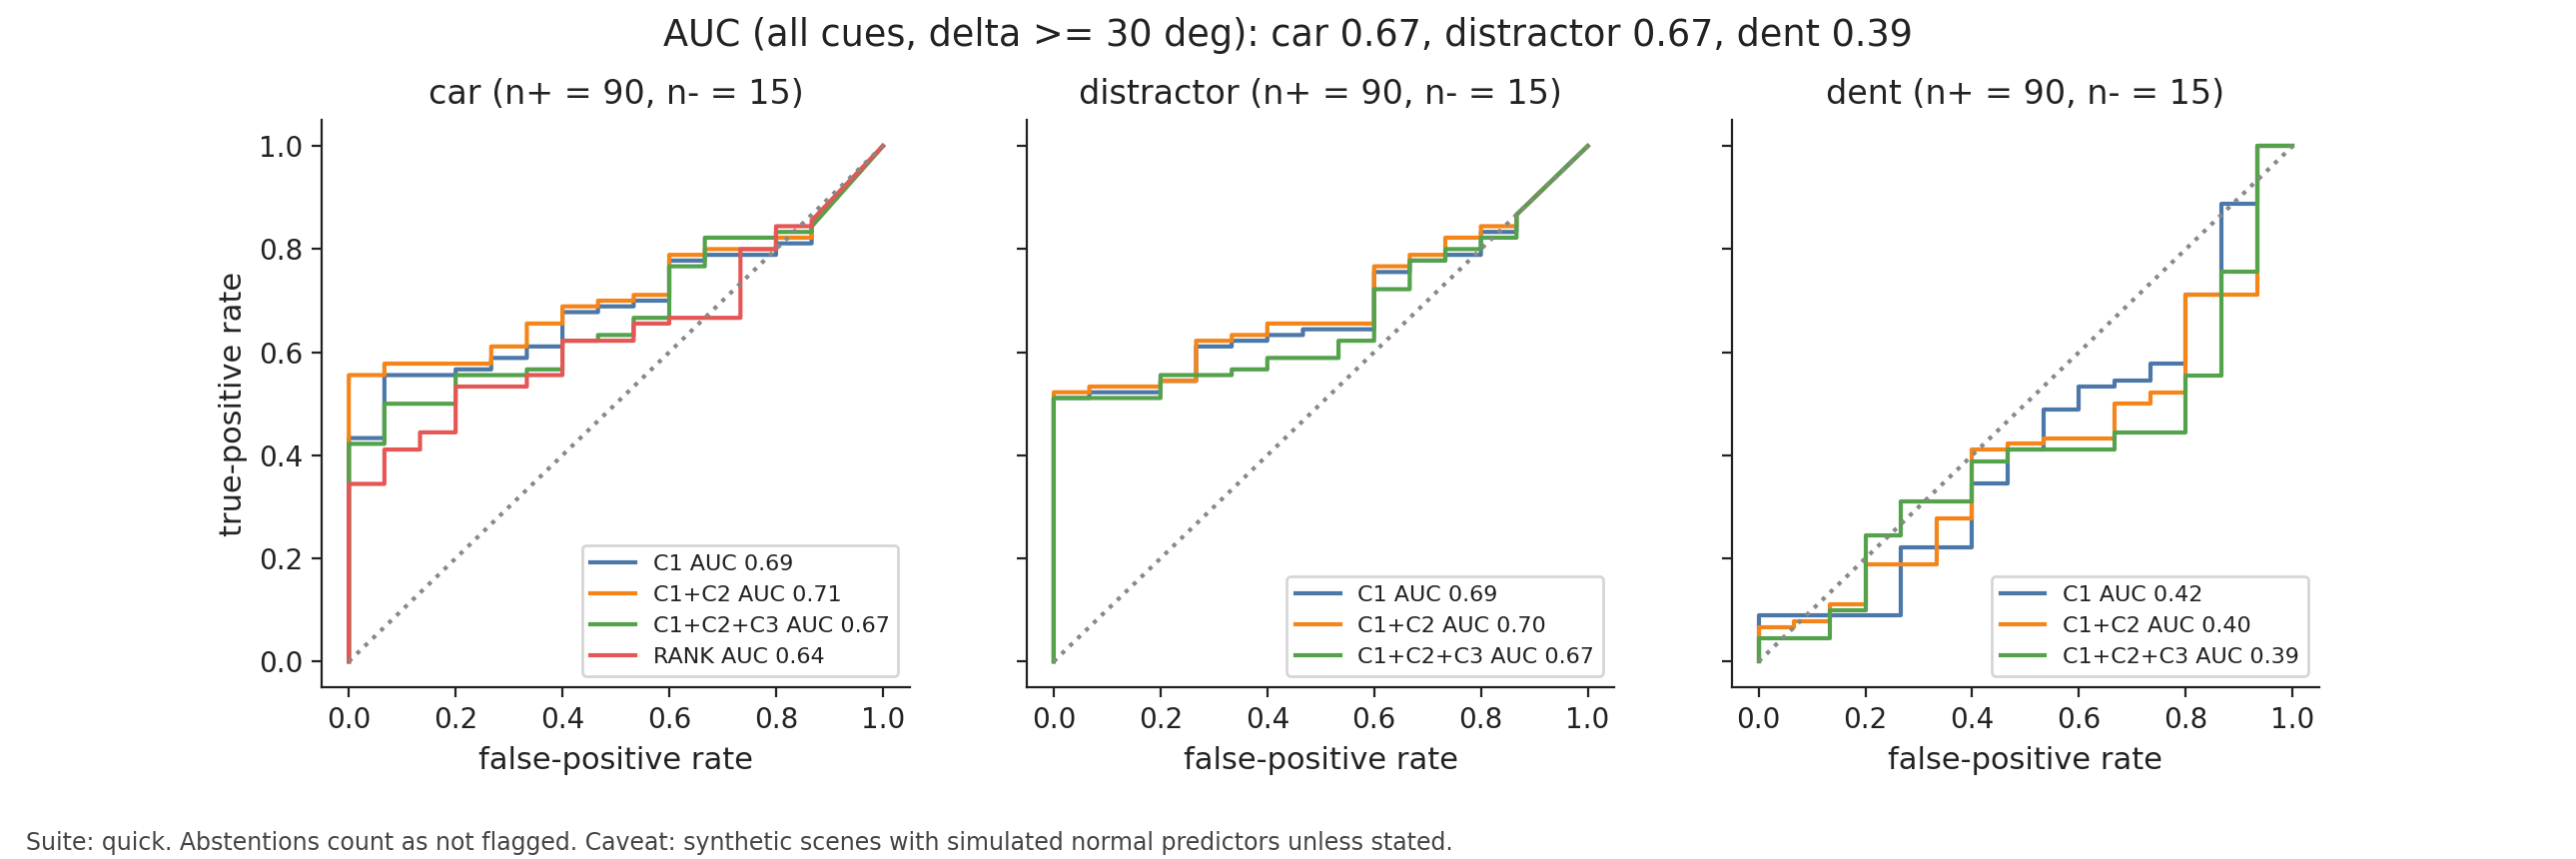 AUC (all cues, delta >= 30 deg): car 0.67, distractor 0.67, dent 0.39
car (n+ = 90, n- = 15)
distractor (n+ = 90, n- = 15)
dent (n+ = 90, n- = 15)
true-positive rate
1.0
0.8
0.6
0.4
0.2
0.0
C1 AUC 0.69
C1+C2 AUC 0.71
C1+C2+C3 AUC 0.67
RANK AUC 0.64
C1 AUC 0.69
C1+C2 AUC 0.70
C1+C2+C3 AUC 0.67
C1 AUC 0.42
C1+C2 AUC 0.40
C1+C2+C3 AUC 0.39
0.0 0.2 0.4 0.6 0.8 1.0
0.0 0.2 0.4 0.6 0.8 1.0
0.0 0.2 0.4 0.6 0.8 1.0
false-positive rate
false-positive rate
false-positive rate
Suite: quick. Abstentions count as not flagged. Caveat: synthetic scenes with simulated normal predictors unless stated.